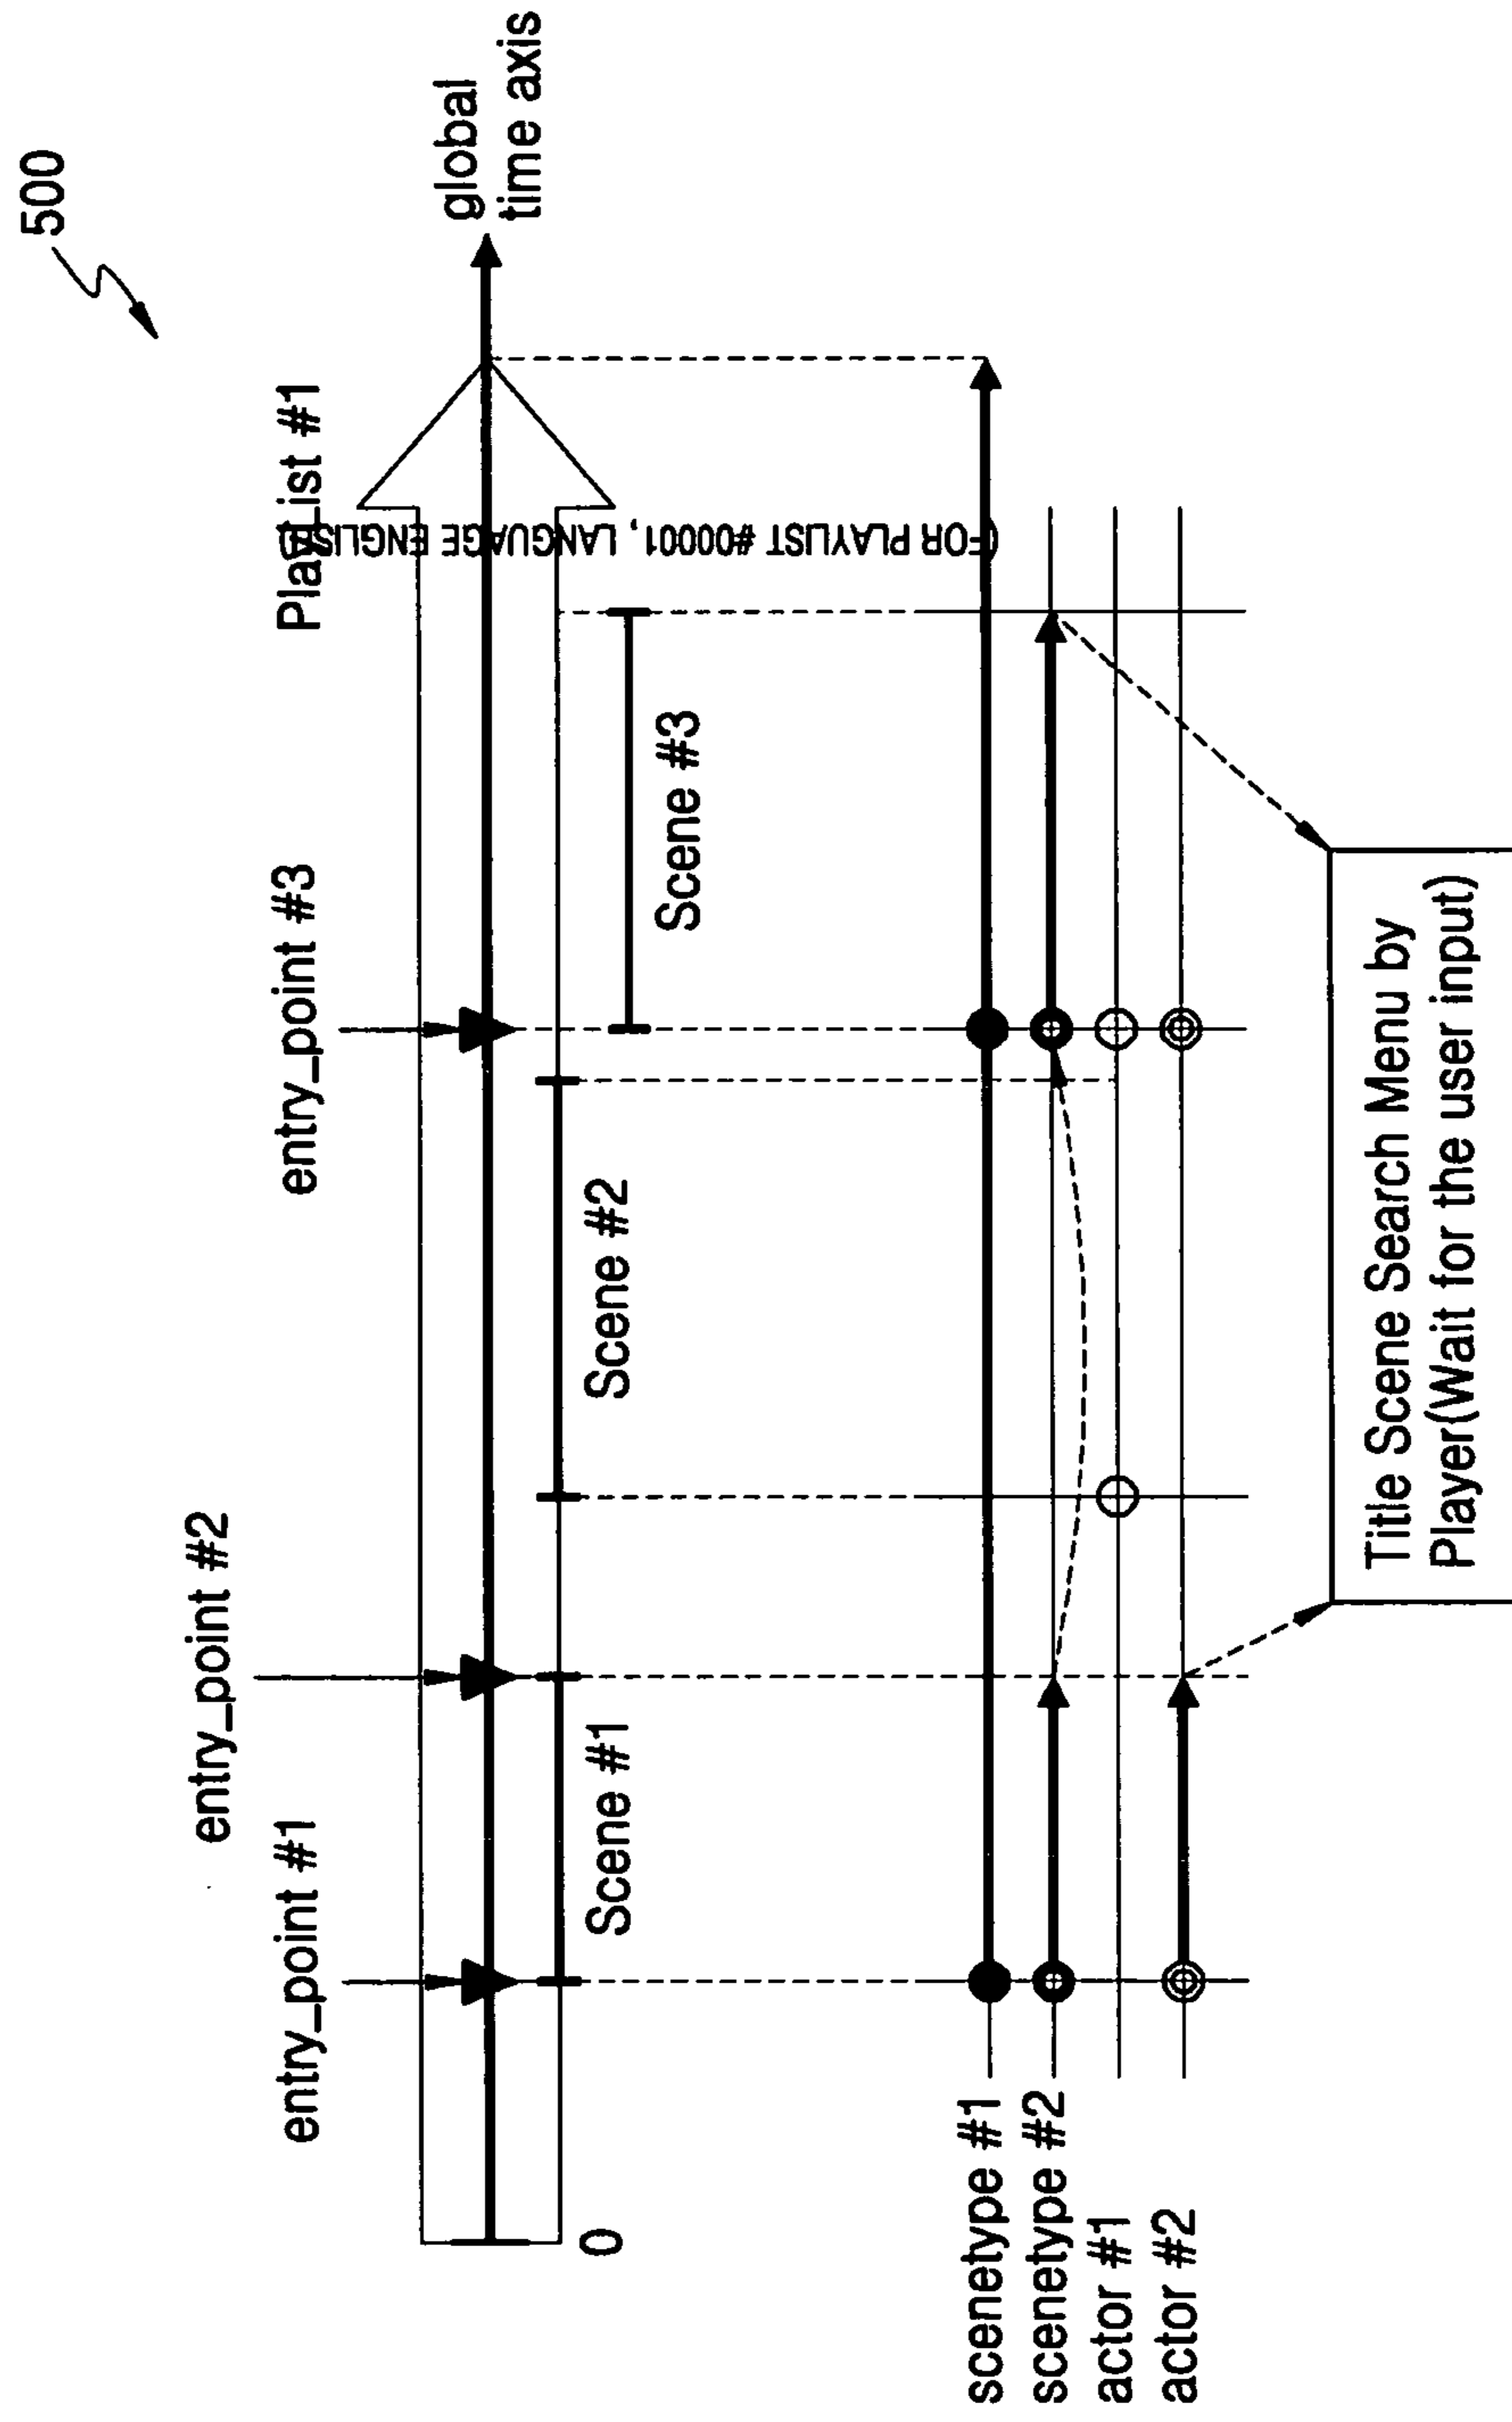 500
PlayList #1
global
time axis
(FOR PLAYLIST #00001, LANGUAGE ENGLISH)
entry_point #1
entry_point #2
entry_point #3
0
Scene #1
Scene #2
Scene #3
scenetype #1
scenetype #2
actor #1
actor #2
Title Scene Search Menu by
Player(Wait for the user input)